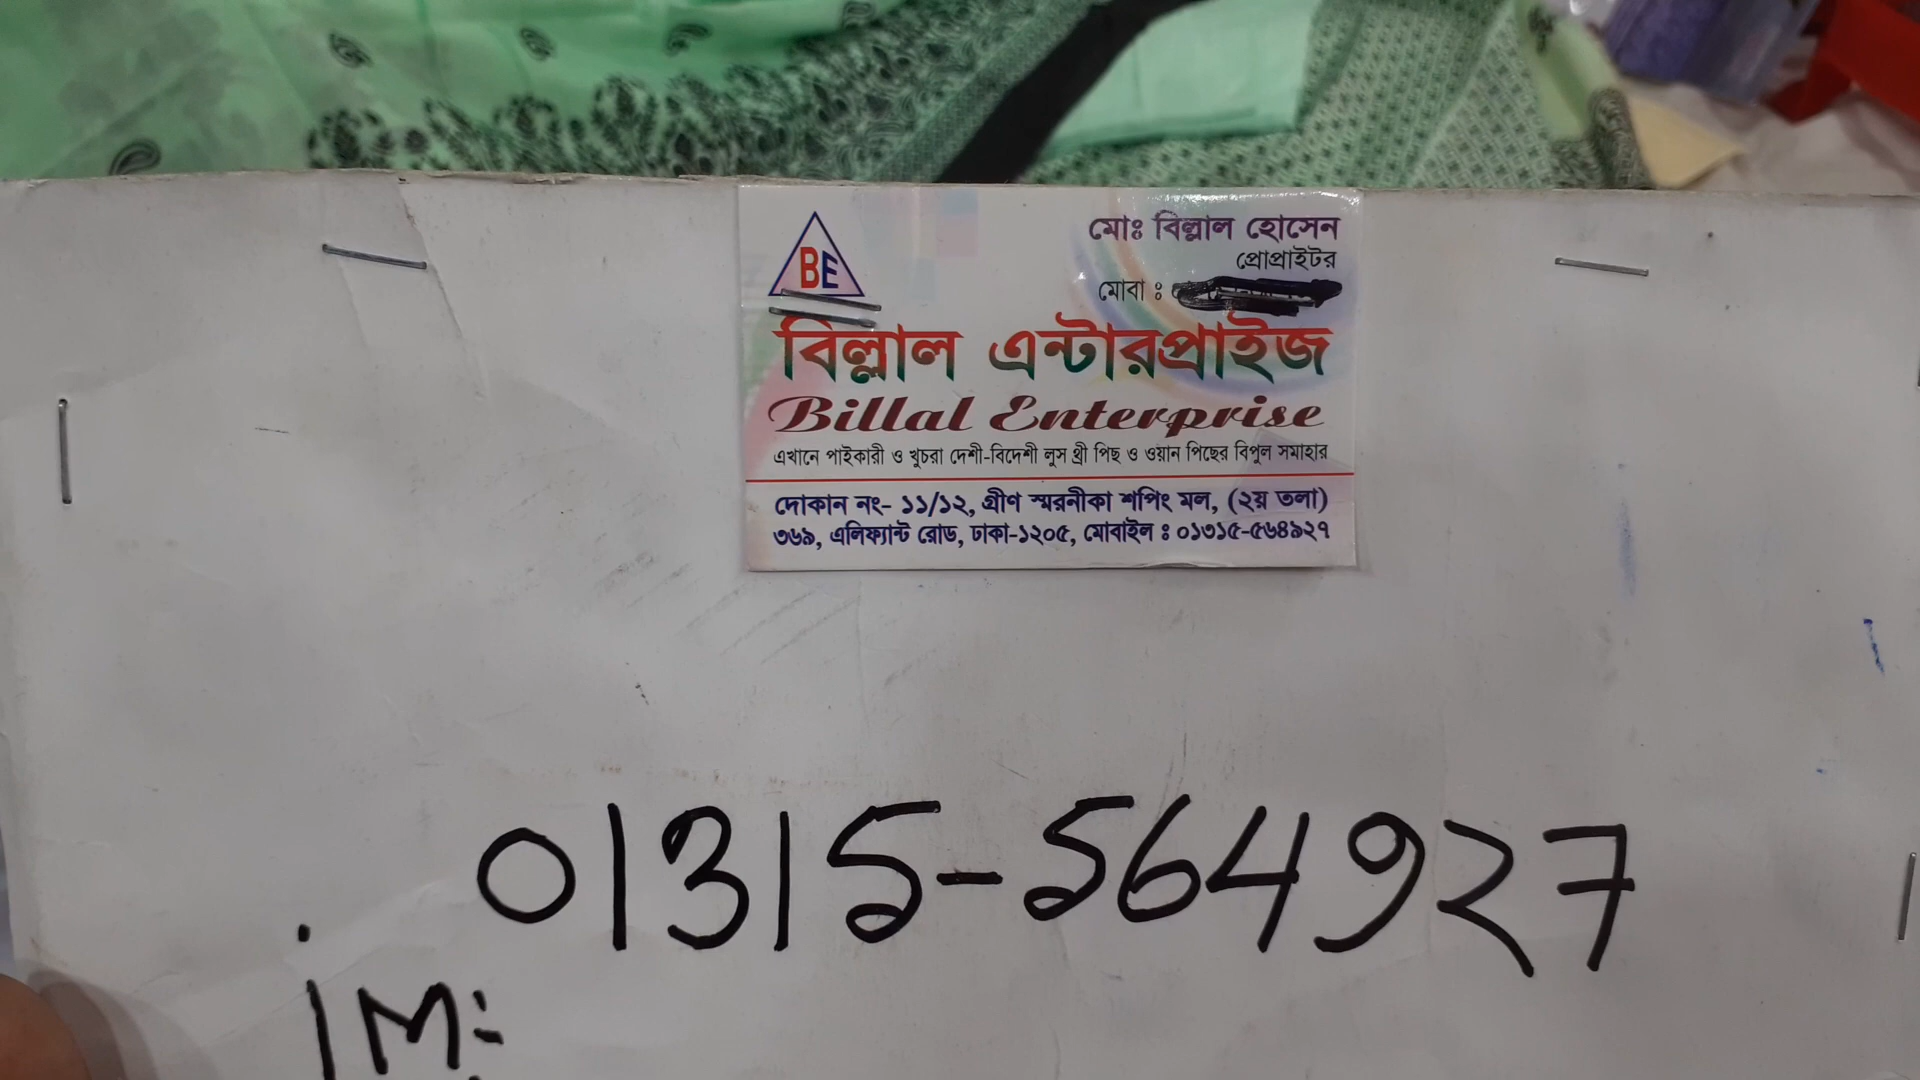 BE
মোঃ বিল্লাল হোসেন
প্রোপ্রাইটর
মোবা ঃ
বিল্লাল এন্টারপ্রাইজ
Billal Enterprise
এখানে পাইকারী ও খুচরা দেশী-বিদেশী লুস থ্রী পিছ ও ওয়ান পিছের বিপুল সমাহার
দোকান নং- ১১/১২, গ্রীণ স্মরনীকা শপিং মল, (২য় তলা)
৩৬৯, এলিফ্যান্ট রোড, ঢাকা-১২০৫, মোবাইল ঃ ০১৩১৫-৫৬৪৯২৭
01315-564927